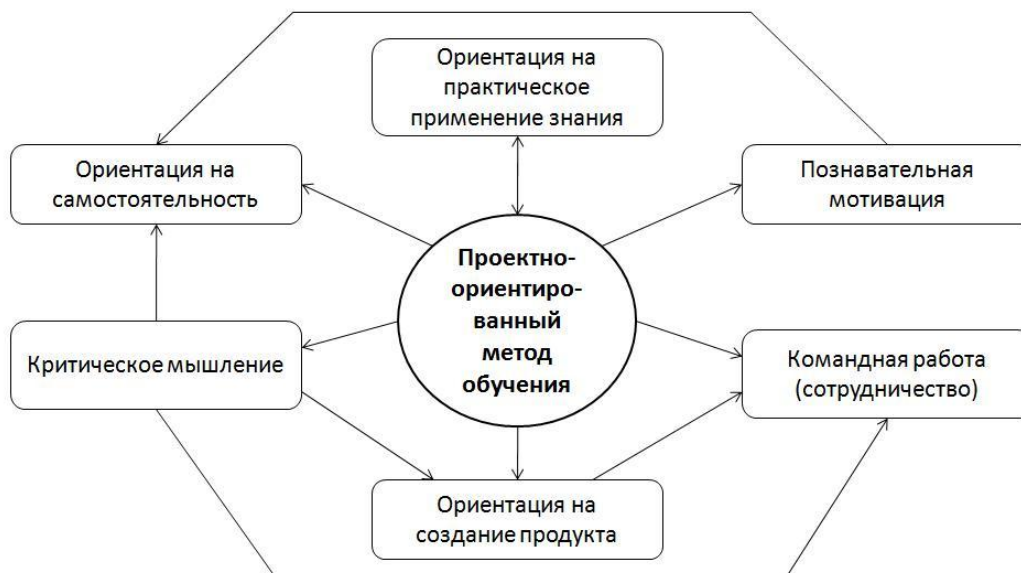 Ориентация на
практическое
применение знания
Ориентация на
самостоятельность
Познавательная
мотивация
Проектно-
ориентиро-
ванный
метод
обучения
Критическое мышление
Командная работа
(сотрудничество)
Ориентация на
создание продукта